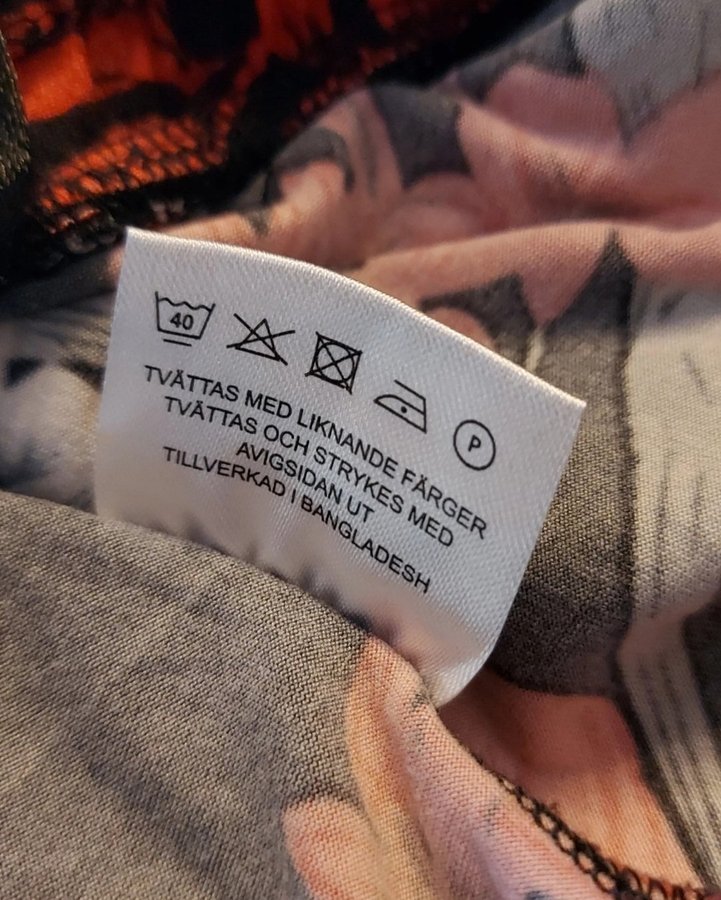 40
P
TVÄTTAS MED LIKNANDE FÄRGER
TVÄTTAS OCH STRYKES MED
AVIGSIDAN UT
TILLVERKAD I BANGLADESH